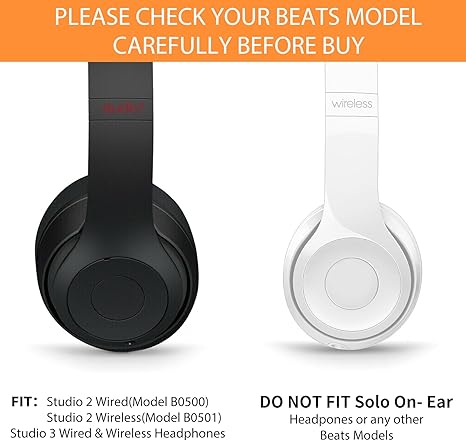 PLEASE CHECK YOUR BEATS MODEL
CAREFULLY BEFORE BUY
STUDIO
wireless
FIT: Studio 2 Wired(Model B0500)
Studio 2 Wireless(Model B0501)
Studio 3 Wired & Wireless Headphones
DO NOT FIT Solo On- Ear
Headpones or any other
Beats Models